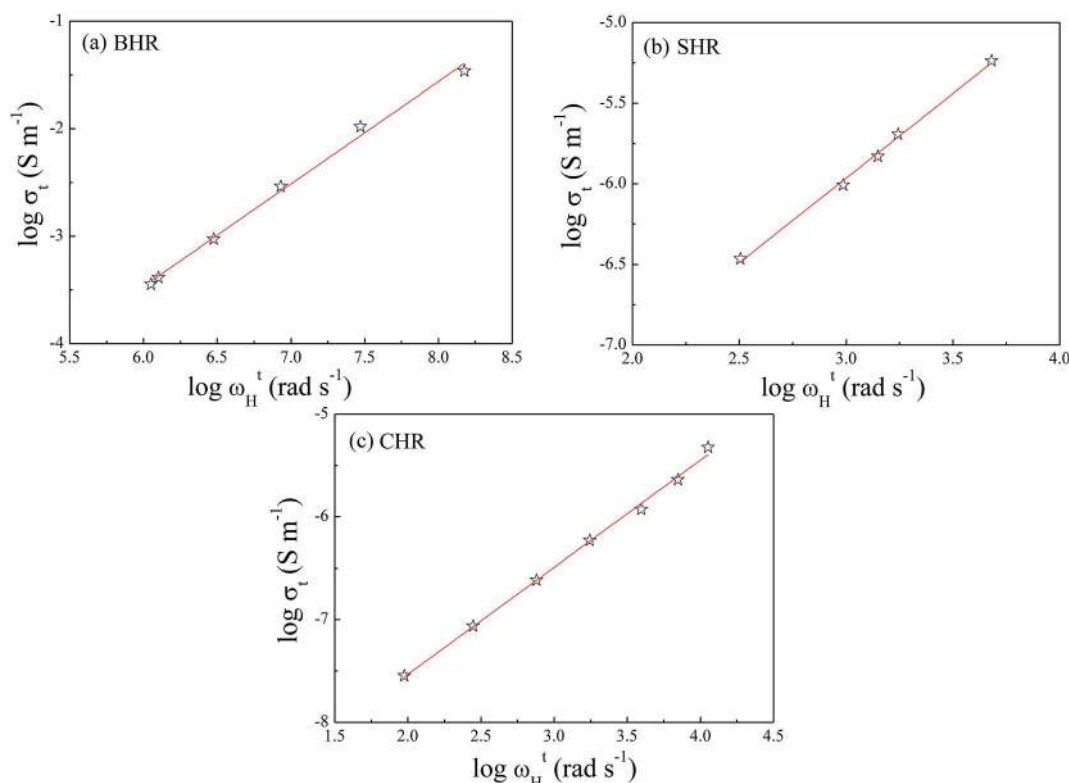 (a) BHR
-1
-2
-3
-4
log σt (S m-1)
5.5 6.0 6.5 7.0 7.5 8.0 8.5
log ωHt (rad s-1)
(b) SHR
-5.0
-5.5
-6.0
-6.5
-7.0
log σt (S m-1)
2.0 2.5 3.0 3.5 4.0
log ωHt (rad s-1)
(c) CHR
-5
-6
-7
-8
log σt (S m-1)
1.5 2.0 2.5 3.0 3.5 4.0 4.5
log ωHt (rad s-1)